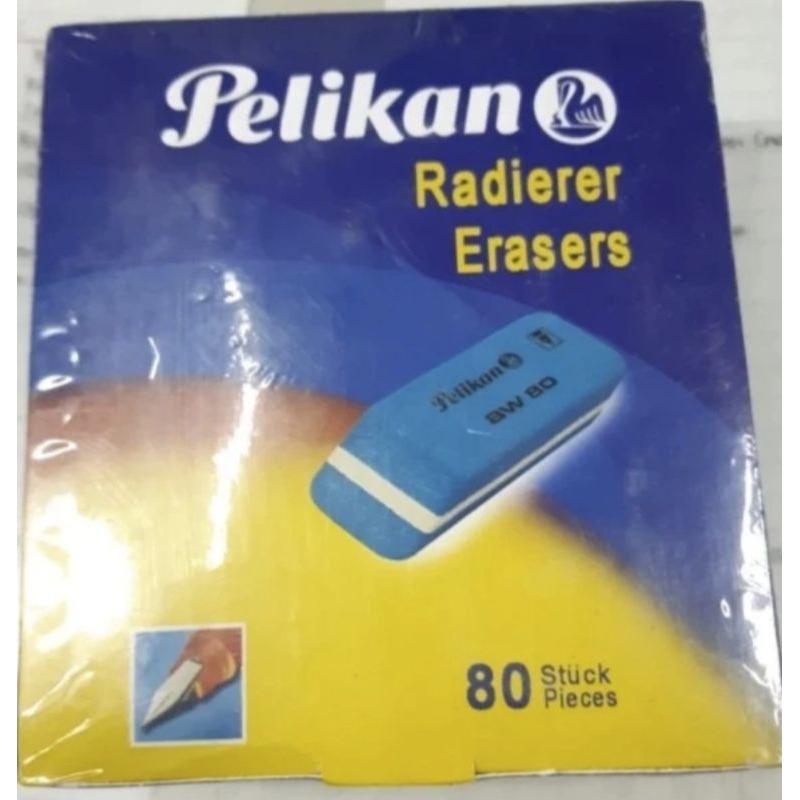 Pelikan
Radierer
Erasers
Pelikan
BW 80
80 Stück
Pieces